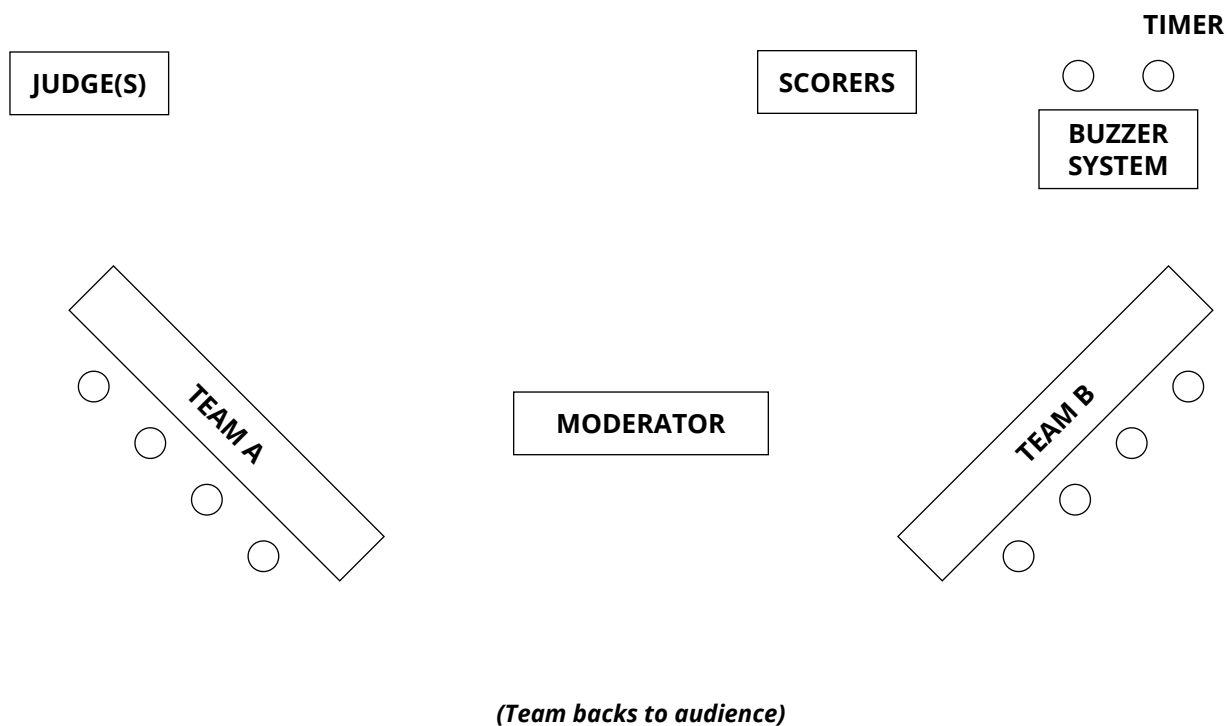 TIMER
JUDGE(S)
SCORERS
BUZZER
SYSTEM
TEAM A
MODERATOR
TEAM B
(Team backs to audience)